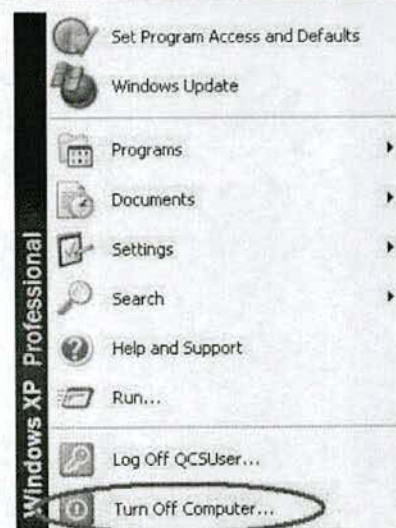 Set Program Access and Defaults
Windows Update
Programs
Documents
Settings
Search
Help and Support
Run...
Log Off QCSUser...
Turn Off Computer...
Windows XP Professional